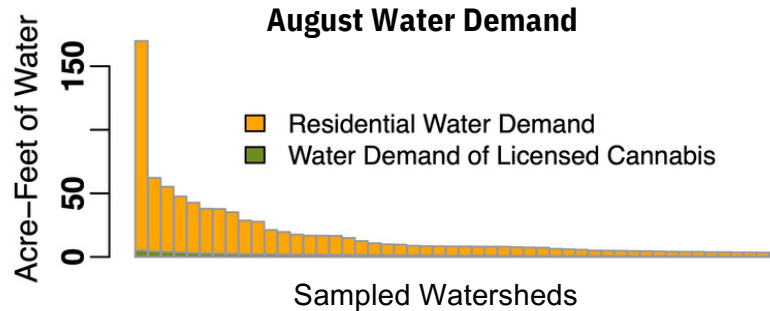 August Water Demand
Acre–Feet of Water
150
50
0
Residential Water Demand
Water Demand of Licensed Cannabis
Sampled Watersheds